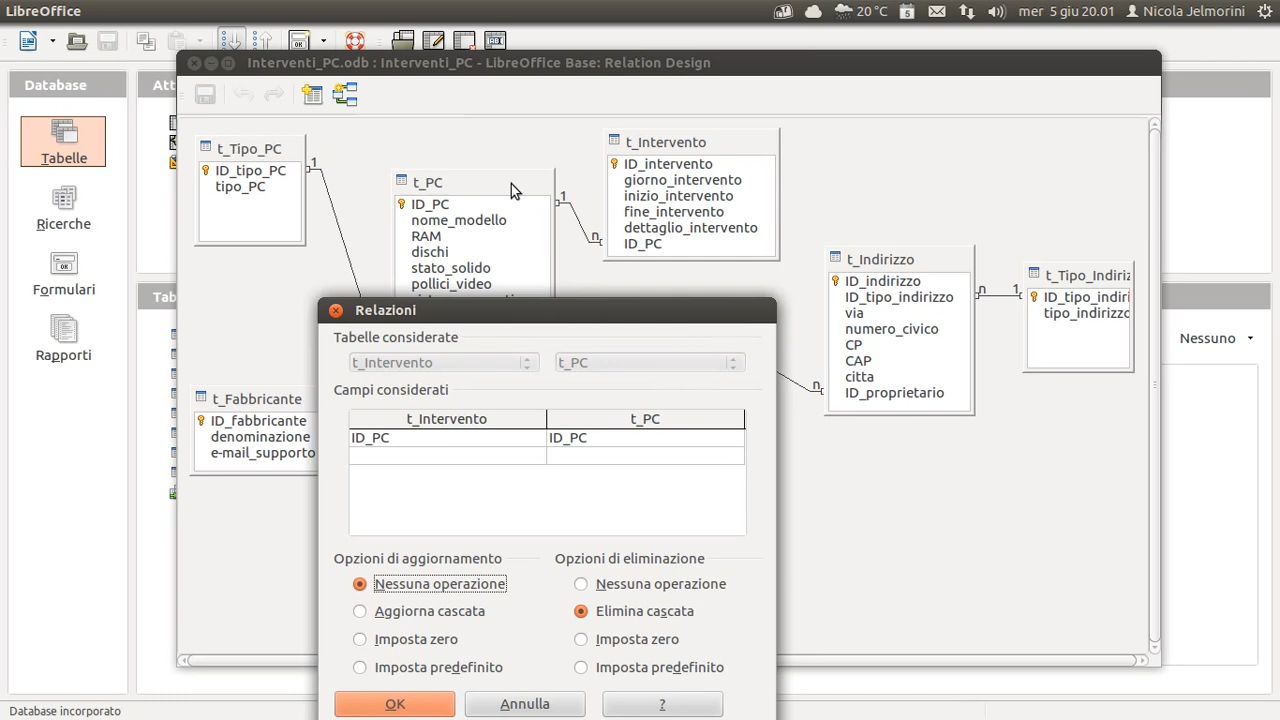 LibreOffice
20 °C
5
mer 5 giu 20.01
Nicola Jelmorini
Interventi_PC.odb : Interventi_PC - LibreOffice Base: Relation Design
Database
Tabelle
Ricerche
Formulari
Rapporti
Att
Tab
Nessuno
t_Tipo_PC
ID_tipo_PC
tipo_PC
1
t_PC
ID_PC
nome_modello
RAM
dischi
stato_solido
pollici_video
1
n
t_Intervento
ID_intervento
giorno_intervento
inizio_intervento
fine_intervento
dettaglio_intervento
ID_PC
t_Indirizzo
ID_indirizzo
ID_tipo_indirizzo
via
numero_civico
CP
CAP
citta
ID_proprietario
n
n
1
t_Tipo_Indiriz
ID_tipo_indiri
tipo_indirizzo
t_Fabbricante
ID_fabbricante
denominazione
e-mail_supporto
Relazioni
Tabelle considerate
t_Intervento
t_PC
Campi considerati
t_Intervento t_PC
ID_PC ID_PC
Opzioni di aggiornamento
Nessuna operazione
Aggiorna cascata
Imposta zero
Imposta predefinito
Opzioni di eliminazione
Nessuna operazione
Elimina cascata
Imposta zero
Imposta predefinito
OK
Annulla
?
Database incorporato